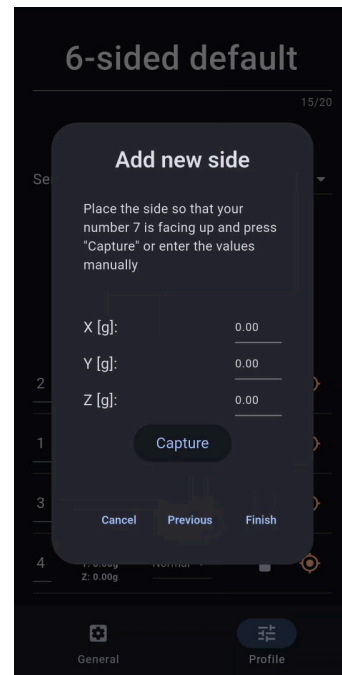 6-sided default
15/20
Se
Add new side
Place the side so that your
number 7 is facing up and press
"Capture" or enter the values
manually
X [g]: 0.00
Y [g]: 0.00
Z [g]: 0.00
2
1
Capture
3
Cancel Previous Finish
4
Z: 0.00g
General Profile